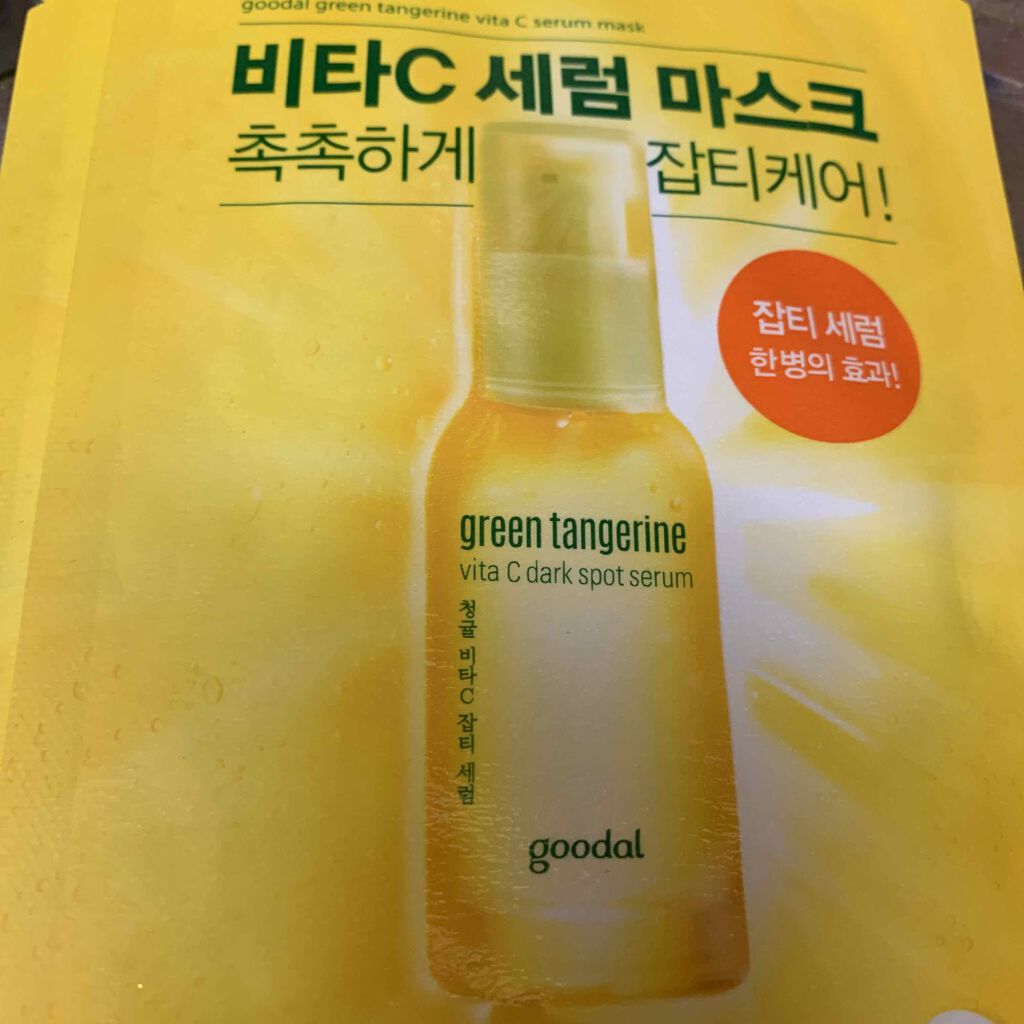 goodal green tangerine vita C serum mask
비타C 세럼 마스크
촉촉하게 잡티케어!
잡티 세럼
한병의 효과!
green tangerine
vita C dark spot serum
청귤 비타C 잡티 세럼
goodal